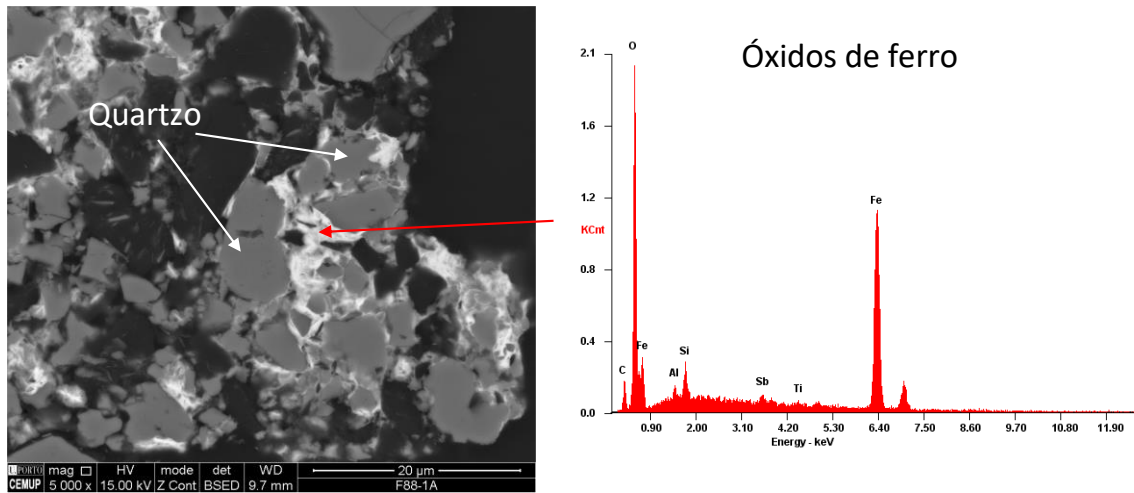 Quartzo
U.PORTO
CEMUP
mag HV mode det WD
5 000 x 15.00 kV Z Cont BSED 9.7 mm
20 µm
F88-1A
Óxidos de ferro
2.1
1.6
1.2
KCnt
0.8
0.4
0.0
O
Fe
C
Fe
Al
Si
Sb
Ti
0.90 2.00 3.10 4.20 5.30 6.40 7.50 8.60 9.70 10.80 11.90
Energy - keV